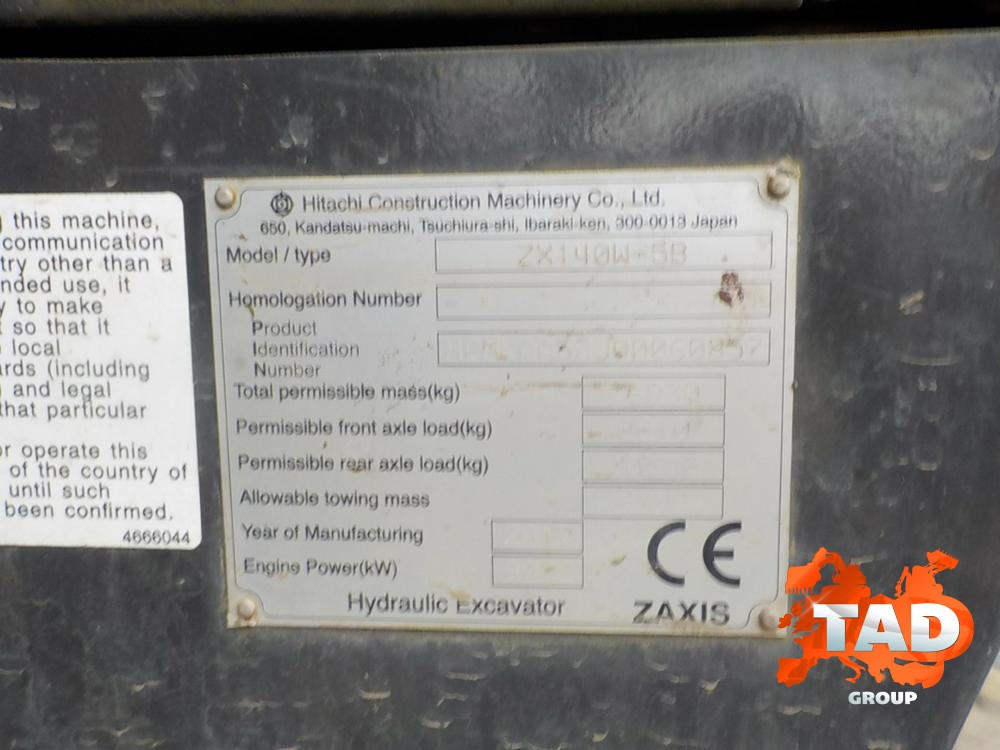 g this machine,
communication
try other than a
nded use, it
y to make
so that it
local
rds (including
and legal
that particular
or operate this
of the country of
until such
been confirmed.
4666044
Hitachi Construction Machinery Co., Ltd.
650, Kandatsu-machi, Tsuchiura-shi, Ibaraki-ken, 300-0013 Japan
Model / type ZX140W-5B
Homologation Number
Product
Identification
Number
Total permissible mass(kg)
Permissible front axle load(kg)
Permissible rear axle load(kg)
Allowable towing mass
Year of Manufacturing
Engine Power(kW)
CE
Hydraulic Excavator ZAXIS
TAD
GROUP